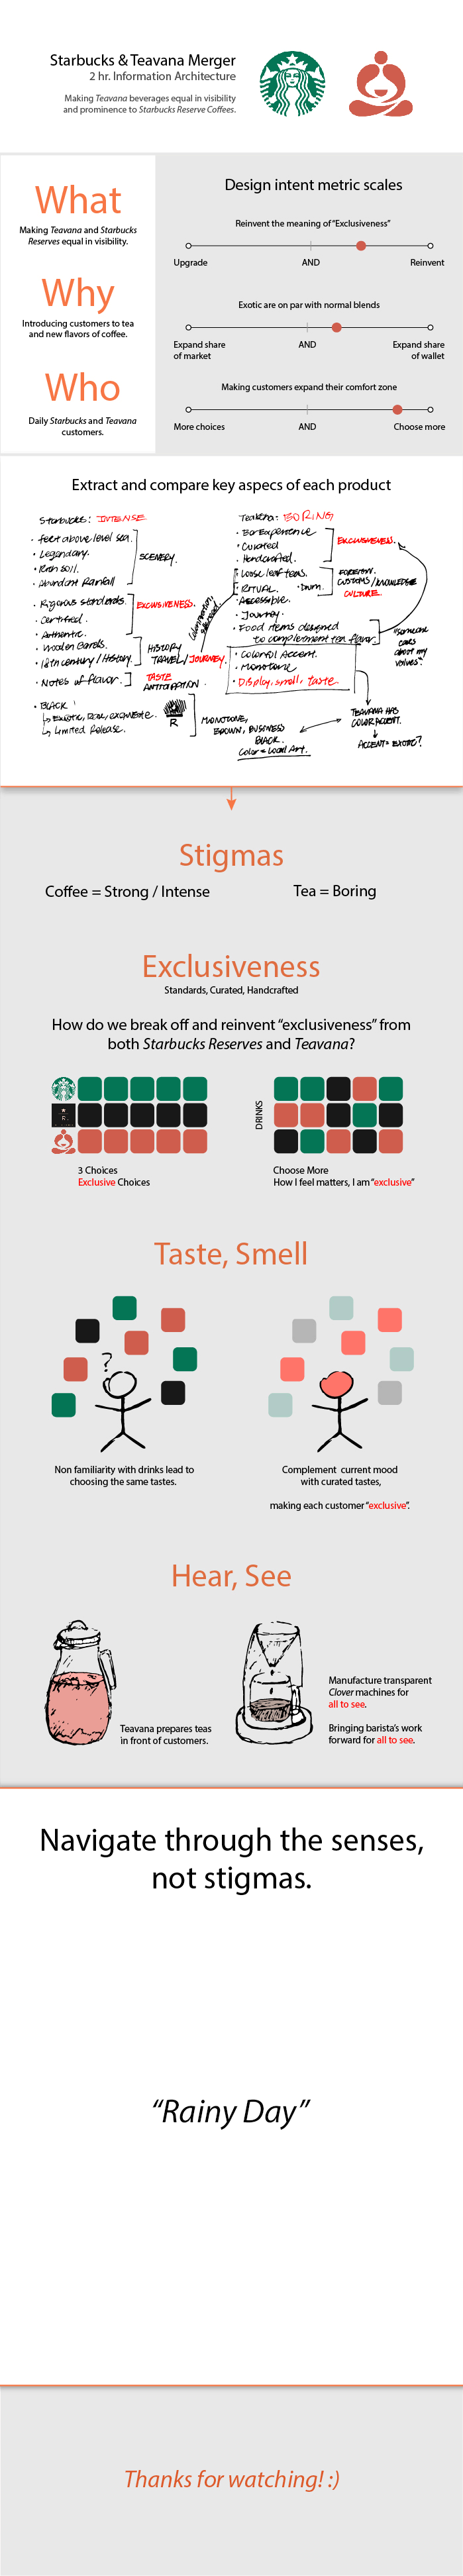 Starbucks & Teavana Merger
2 hr. Information Architecture
Making Teavana beverages equal in visibility
and prominence to Starbucks Reserve Coffees.
What
Making Teavana and Starbucks
Reserves equal in visibility.
Why
Introducing customers to tea
and new flavors of coffee.
Who
Daily Starbucks and Teavana
customers.
Design intent metric scales
Reinvent the meaning of "Exclusiveness"
Upgrade AND Reinvent
Exotic are on par with normal blends
Expand share
of market
AND
Expand share
of wallet
Making customers expand their comfort zone
More choices AND Choose more
Extract and compare key aspecs of each product
Starbucks: INTENSE
• feet above level sea.
• Legendary.
• Rich soil.
• Abundant Rainfall
SCENERY.
• Rigorous standards.
• Certified.
• Authentic.
EXCLUSIVENESS.
• Wooden barrels.
• 18th century / History.
HISTORY
TRAVEL / JOURNEY.
• Notes of flavor.
TASTE
ANTICIPATION.
• BLACK
↳ Exotic, Rare, exquisite.
↳ Limited Release.
R
MONOTONE,
BROWN, BUSINESS
BLACK.
Color = Local Art.
Teavana: BORING
• Bar Experience
• Curated
• Handcrafted.
EXCLUSIVENESS.
• Loose leaf teas.
• RITUAL.
• Accessible.
FOREIGN.
CUSTOMS / KNOWLEDGE
CULTURE.
• Journey.
• Food items designed
to complement tea flavor.
• Colorful Accent.
• Monotone
• Display, smell, taste.
"someone
cares
about my
wolves"
TEAVANA HAS
COLOR ACCENT.
ACCENT = EXOTIC?
Stigmas
Coffee = Strong / Intense
Tea = Boring
Exclusiveness
Standards, Curated, Handcrafted
How do we break off and reinvent "exclusiveness" from
both Starbucks Reserves and Teavana?
R
3 Choices
Exclusive Choices
DRINKS
Choose More
How I feel matters, I am "exclusive"
Taste, Smell
?
Non familiarity with drinks lead to
choosing the same tastes.
Complement current mood
with curated tastes,
making each customer "exclusive".
Hear, See
Teavana prepares teas
in front of customers.
Manufacture transparent
Clover machines for
all to see.
Bringing barista's work
forward for all to see.
Navigate through the senses,
not stigmas.
"Rainy Day"
Thanks for watching! :)